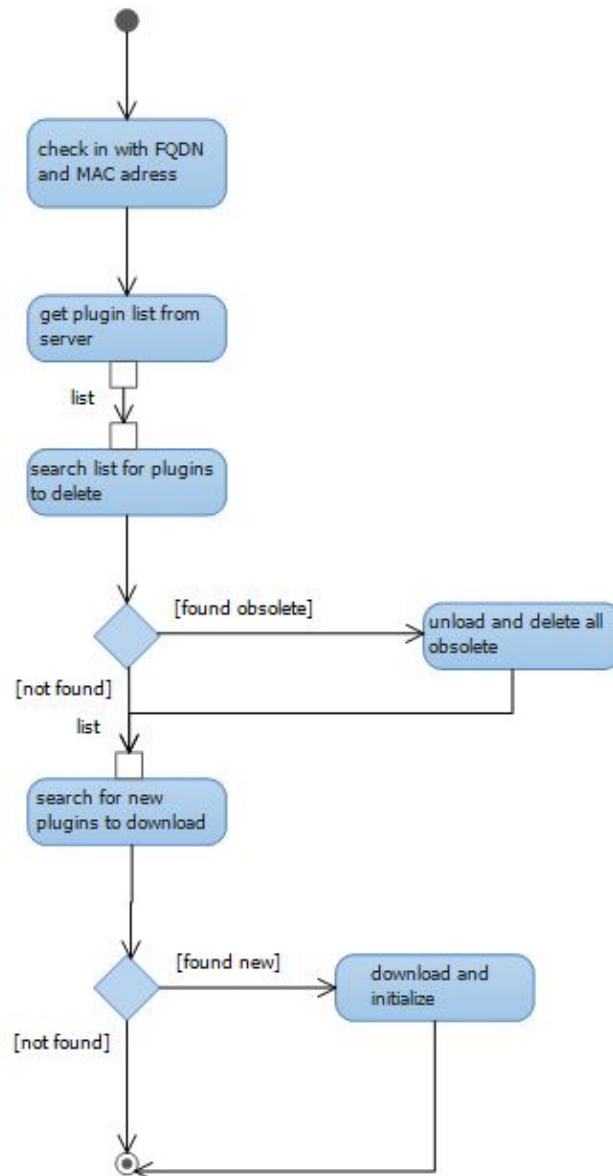 check in with FQDN
and MAC adress
get plugin list from
server
list
search list for plugins
to delete
[found obsolete]
unload and delete all
obsolete
[not found]
list
search for new
plugins to download
[found new]
download and
initialize
[not found]